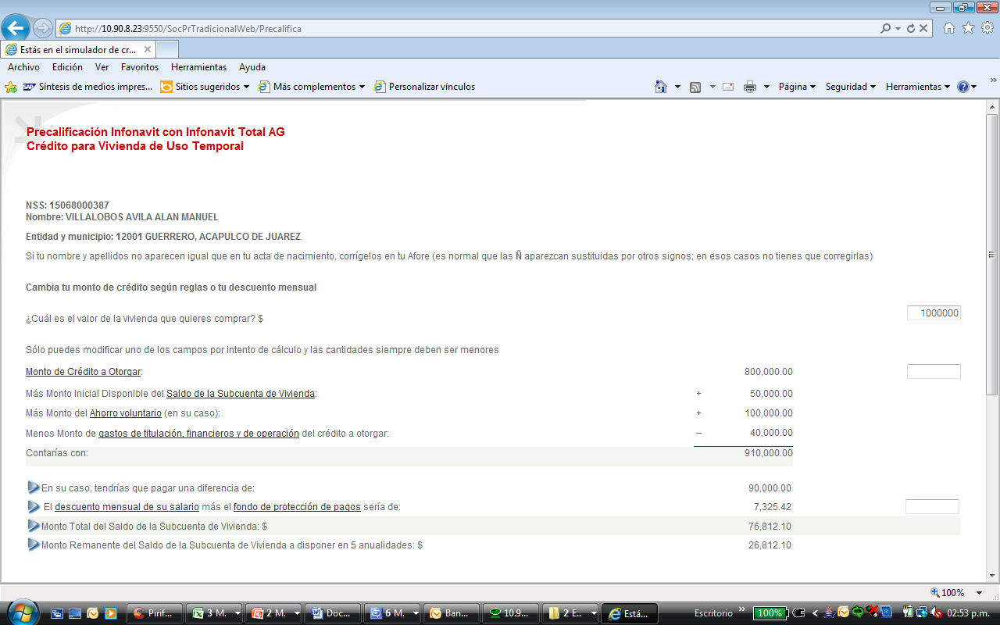 http://10.90.8.23:9550/SocPrTradicionalWeb/Precalifica
Estás en el simulador de cr...
Archivo Edición Ver Favoritos Herramientas Ayuda
Síntesis de medios impres... Sitios sugeridos Más complementos Personalizar vínculos Página Seguridad Herramientas
Precalificación Infonavit con Infonavit Total AG
Crédito para Vivienda de Uso Temporal
NSS: 15068000387
Nombre: VILLALOBOS AVILA ALAN MANUEL
Entidad y municipio: 12001 GUERRERO, ACAPULCO DE JUAREZ
Si tu nombre y apellidos no aparecen igual que en tu acta de nacimiento, corrígelos en tu Afore (es normal que las Ñ aparezcan sustituidas por otros signos; en esos casos no tienes que corregirlas)
Cambia tu monto de crédito según reglas o tu descuento mensual
¿Cuál es el valor de la vivienda que quieres comprar? $ 1000000
Sólo puedes modificar uno de los campos por intento de cálculo y las cantidades siempre deben ser menores
Monto de Crédito a Otorgar: 800,000.00
Más Monto Inicial Disponible del Saldo de la Subcuenta de Vivienda: + 50,000.00
Más Monto del Ahorro voluntario (en su caso): + 100,000.00
Menos Monto de gastos de titulación, financieros y de operación del crédito a otorgar: – 40,000.00
Contarías con: 910,000.00
En su caso, tendrías que pagar una diferencia de: 90,000.00
El descuento mensual de su salario más el fondo de protección de pagos sería de: 7,325.42
Monto Total del Saldo de la Subcuenta de Vivienda: $ 76,812.10
Monto Remanente del Saldo de la Subcuenta de Vivienda a disponer en 5 anualidades: $ 26,812.10
100%
Pirif... 3 M. 2 M. Doc... 6 M. Ban... 10.9... 2 E.. Está... Escritorio 100% 02:53 p.m.